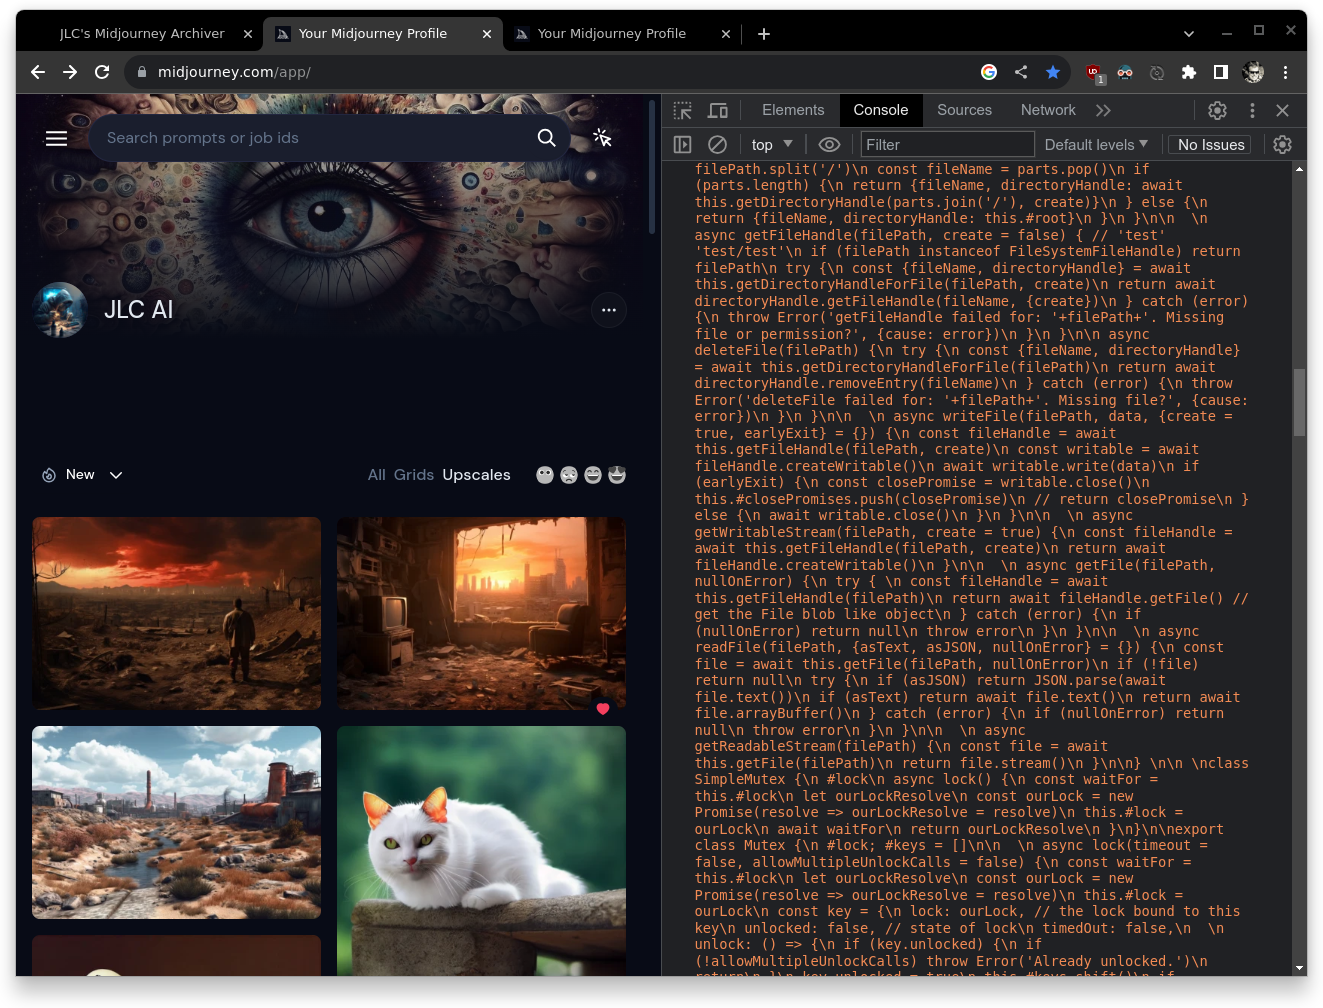 JLC's Midjourney Archiver
Your Midjourney Profile
Your Midjourney Profile
midjourney.com/app/
1
Search prompts or job ids
JLC AI
New
All Grids Upscales
Elements Console Sources Network
top Filter Default levels No Issues
filePath.split('/')\n const fileName = parts.pop()\n if
(parts.length) {\n return {fileName, directoryHandle: await
this.getDirectoryHandle(parts.join('/'), create)}\n } else {\n
return {fileName, directoryHandle: this.#root}\n }\n }\n\n  \n
async getFileHandle(filePath, create = false) { // 'test'
'test/test'\n if (filePath instanceof FileSystemFileHandle) return
filePath\n try {\n const {fileName, directoryHandle} = await
this.getDirectoryHandleForFile(filePath, create)\n return await
directoryHandle.getFileHandle(fileName, {create})\n } catch (error)
{\n throw Error('getFileHandle failed for: '+filePath+'. Missing
file or permission?', {cause: error})\n }\n }\n\n async
deleteFile(filePath) {\n try {\n const {fileName, directoryHandle}
= await this.getDirectoryHandleForFile(filePath)\n return await
directoryHandle.removeEntry(fileName)\n } catch (error) {\n throw
Error('deleteFile failed for: '+filePath+'. Missing file?', {cause:
error})\n }\n }\n\n  \n async writeFile(filePath, data, {create =
true, earlyExit} = {}) {\n const fileHandle = await
this.getFileHandle(filePath, create)\n const writable = await
fileHandle.createWritable()\n await writable.write(data)\n if
(earlyExit) {\n const closePromise = writable.close()\n
this.#closePromises.push(closePromise)\n // return closePromise\n }
else {\n await writable.close()\n }\n }\n\n  \n async
getWritableStream(filePath, create = true) {\n const fileHandle =
await this.getFileHandle(filePath, create)\n return await
fileHandle.createWritable()\n }\n\n  \n async getFile(filePath,
nullOnError) {\n try { \n const fileHandle = await
this.getFileHandle(filePath)\n return await fileHandle.getFile() //
get the File blob like object\n } catch (error) {\n if
(nullOnError) return null\n throw error\n }\n }\n\n  \n async
readFile(filePath, {asText, asJSON, nullOnError} = {}) {\n const
file = await this.getFile(filePath, nullOnError)\n if (!file)
return null\n try {\n if (asJSON) return JSON.parse(await
file.text())\n if (asText) return await file.text()\n return await
file.arrayBuffer()\n } catch (error) {\n if (nullOnError) return
null\n throw error\n }\n }\n\n  \n async
getReadableStream(filePath) {\n const file = await
this.getFile(filePath)\n return file.stream()\n }\n\n} \n\n \nclass
SimpleMutex {\n #lock\n async lock() {\n const waitFor =
this.#lock\n let ourLockResolve\n const ourLock = new
Promise(resolve => ourLockResolve = resolve)\n this.#lock =
ourLock\n await waitFor\n return ourLockResolve\n }\n}\n\nexport
class Mutex {\n #lock; #keys = []\n\n  \n async lock(timeout =
false, allowMultipleUnlockCalls = false) {\n const waitFor =
this.#lock\n let ourLockResolve\n const ourLock = new
Promise(resolve => ourLockResolve = resolve)\n this.#lock =
ourLock\n const key = {\n lock: ourLock, // the lock bound to this
key\n unlocked: false, // state of lock\n timedOut: false,\n  \n
unlock: () => {\n if (key.unlocked) {\n if
(!allowMultipleUnlockCalls) throw Error('Already unlocked.')\n
return\n }\n key.unlocked = true\n this.#keys.shift()\n if